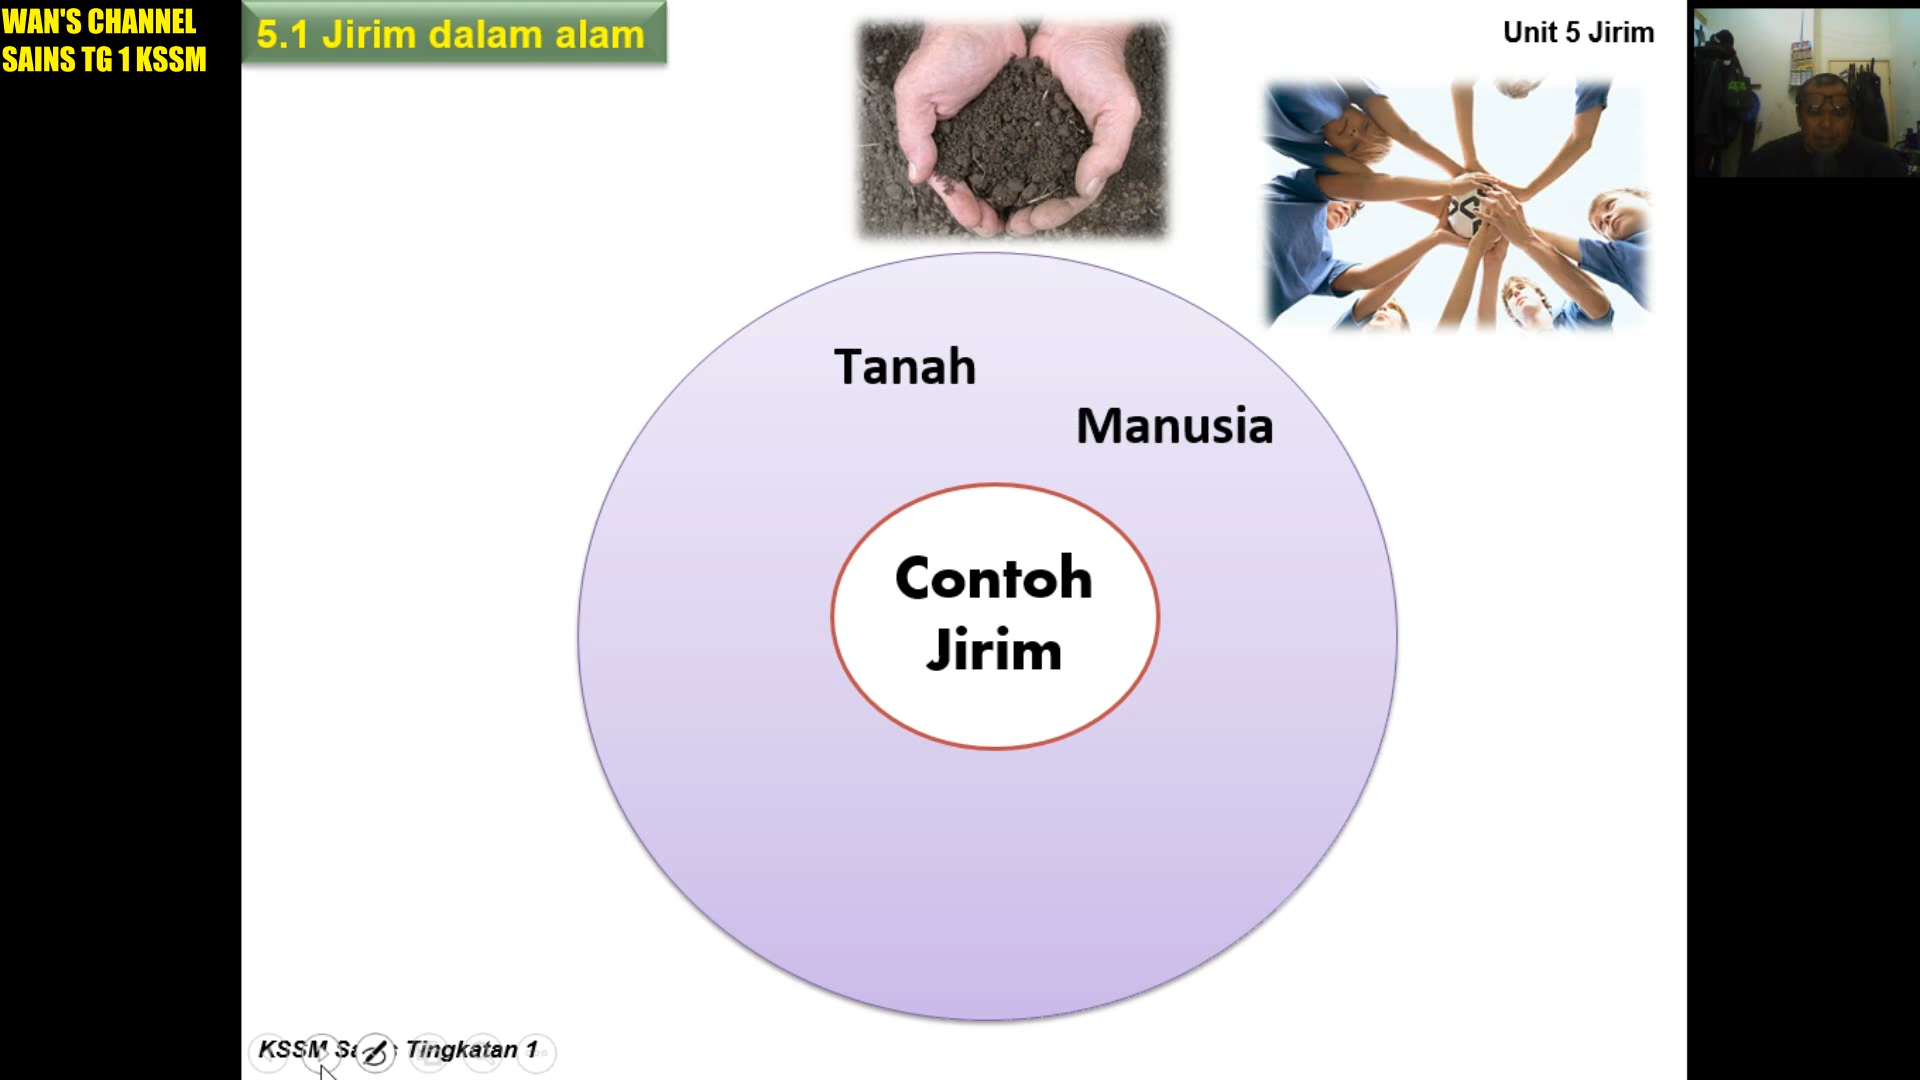 WAN'S CHANNEL
SAINS TG 1 KSSM
5.1 Jirim dalam alam
Unit 5 Jirim
Tanah
Manusia
Contoh
Jirim
KSSM Tingkatan 1